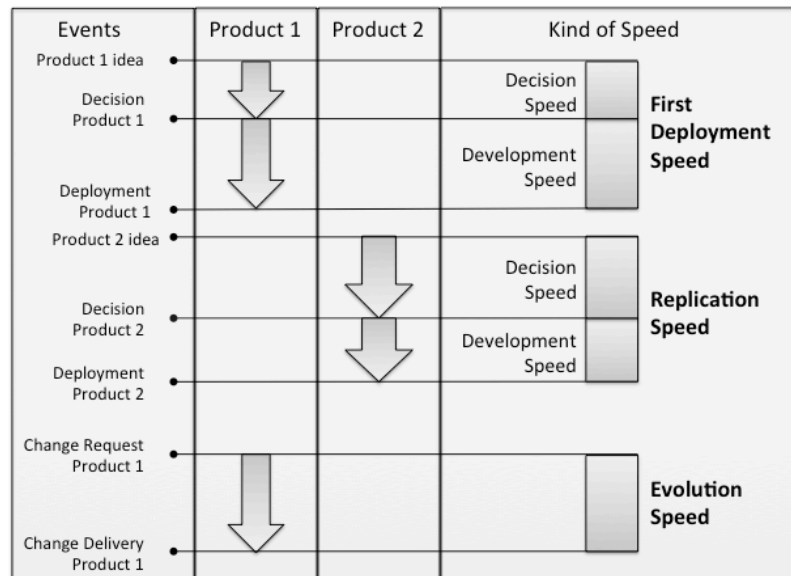 Events
Product 1
Product 2
Kind of Speed
Product 1 idea
Decision
Product 1
Deployment
Product 1
Product 2 idea
Decision
Product 2
Deployment
Product 2
Change Request
Product 1
Change Delivery
Product 1
Decision
Speed
Development
Speed
First
Deployment
Speed
Decision
Speed
Development
Speed
Replication
Speed
Evolution
Speed